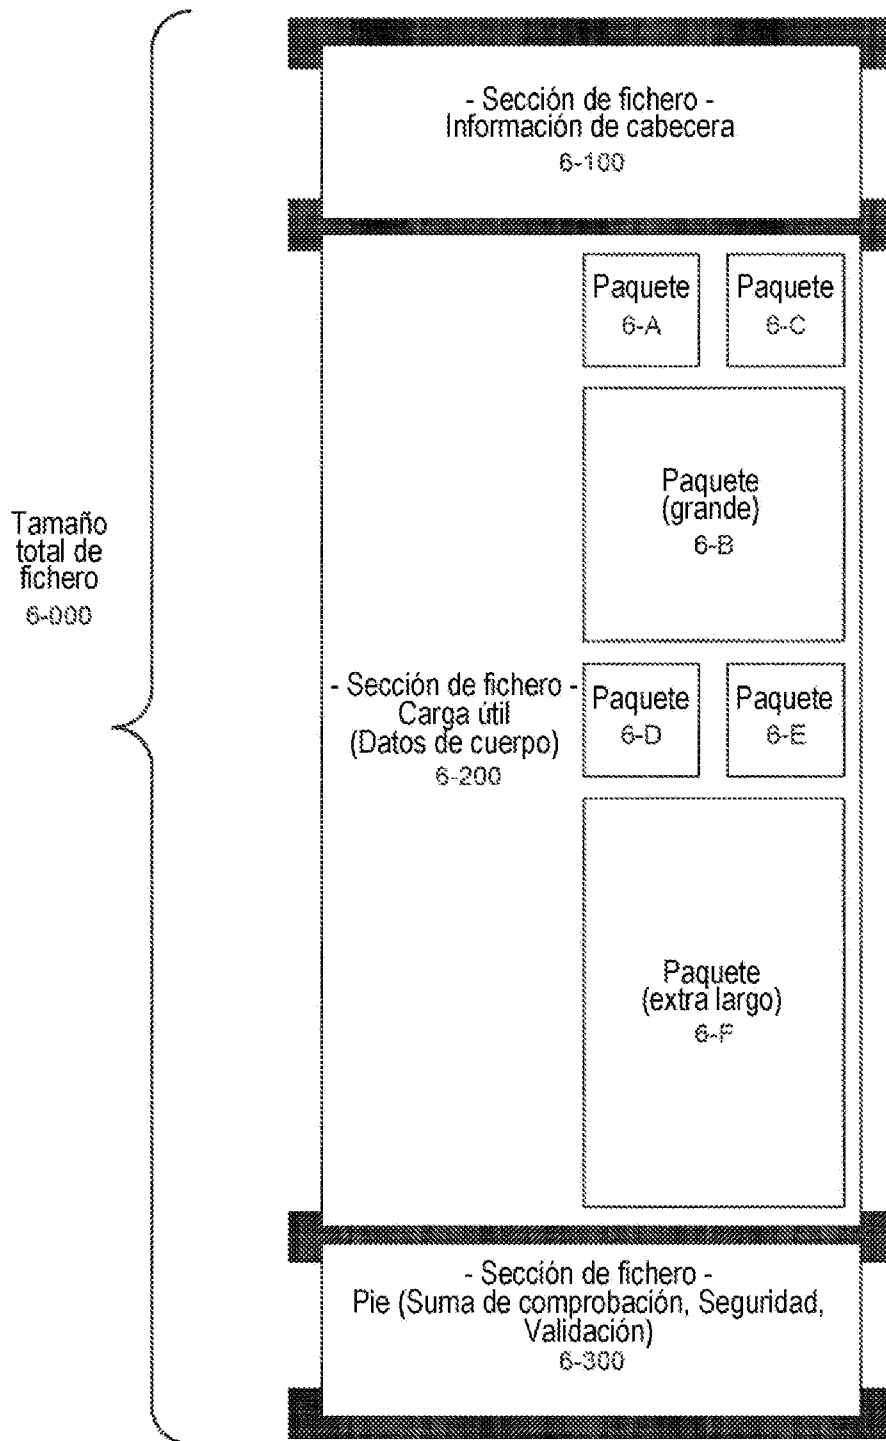 - Sección de fichero -
Información de cabecera
6-100
Paquete
6-A
Paquete
6-C
Paquete
(grande)
6-B
Tamaño
total de
fichero
6-000
- Sección de fichero -
Carga útil
(Datos de cuerpo)
6-200
Paquete
6-D
Paquete
6-E
Paquete
(extra largo)
6-F
- Sección de fichero -
Pie (Suma de comprobación, Seguridad,
Validación)
6-300